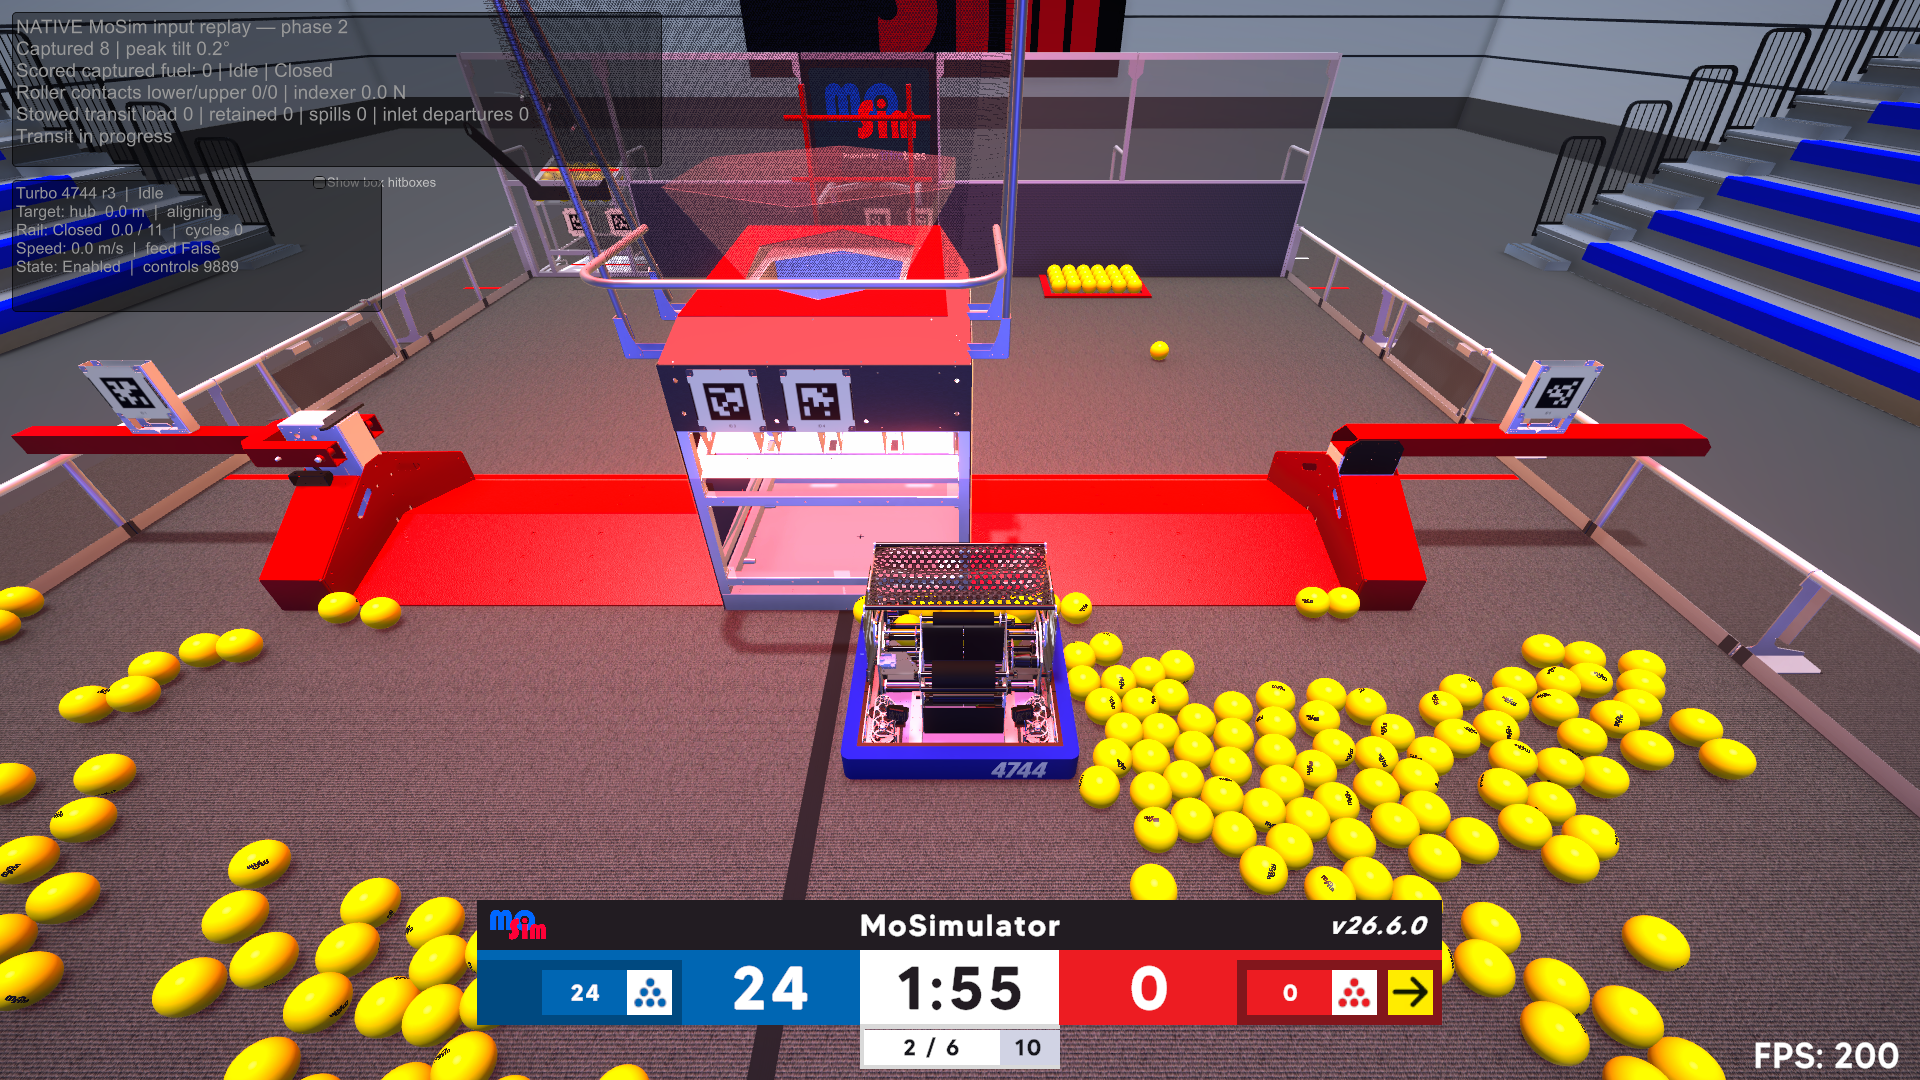 NATIVE MoSim input replay — phase 2
Captured 8 | peak tilt 0.2°
Scored captured fuel: 0 | Idle | Closed
Roller contacts lower/upper 0/0 | indexer 0.0 N
Stowed transit load 0 | retained 0 | spills 0 | inlet departures 0
Transit in progress
Show box hitboxes
Turbo 4744 r3 | Idle
Target: hub 0.0 m | aligning
Rail: Closed 0.0 / 11 | cycles 0
Speed: 0.0 m/s | feed False
State: Enabled | controls 9889
mo
Sim
4744
mo
Sim
MoSimulator
v26.6.0
24
24
1:55
0
0
2 / 6
10
FPS: 200